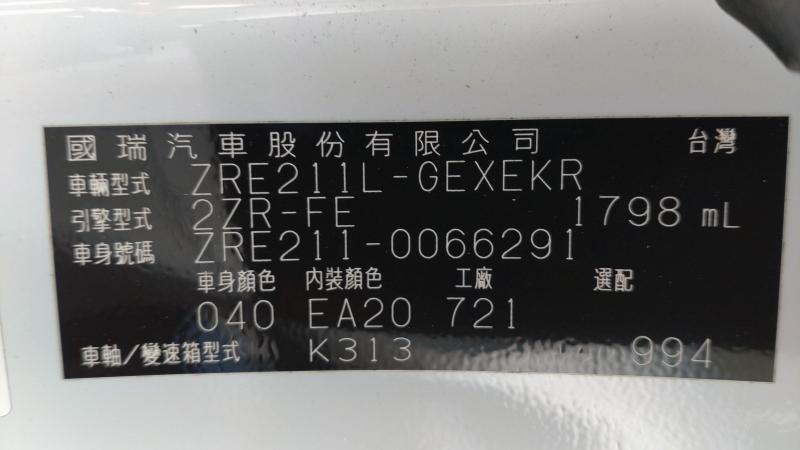 國瑞汽車股份有限公司 台灣
車輛型式 ZRE211L-GEXEKR
引擎型式 2ZR-FE 1798 mL
車身號碼 ZRE211-0066291
車身顏色 內裝顏色 工廠 選配
040 EA20 721
車軸/變速箱型式 K313 994